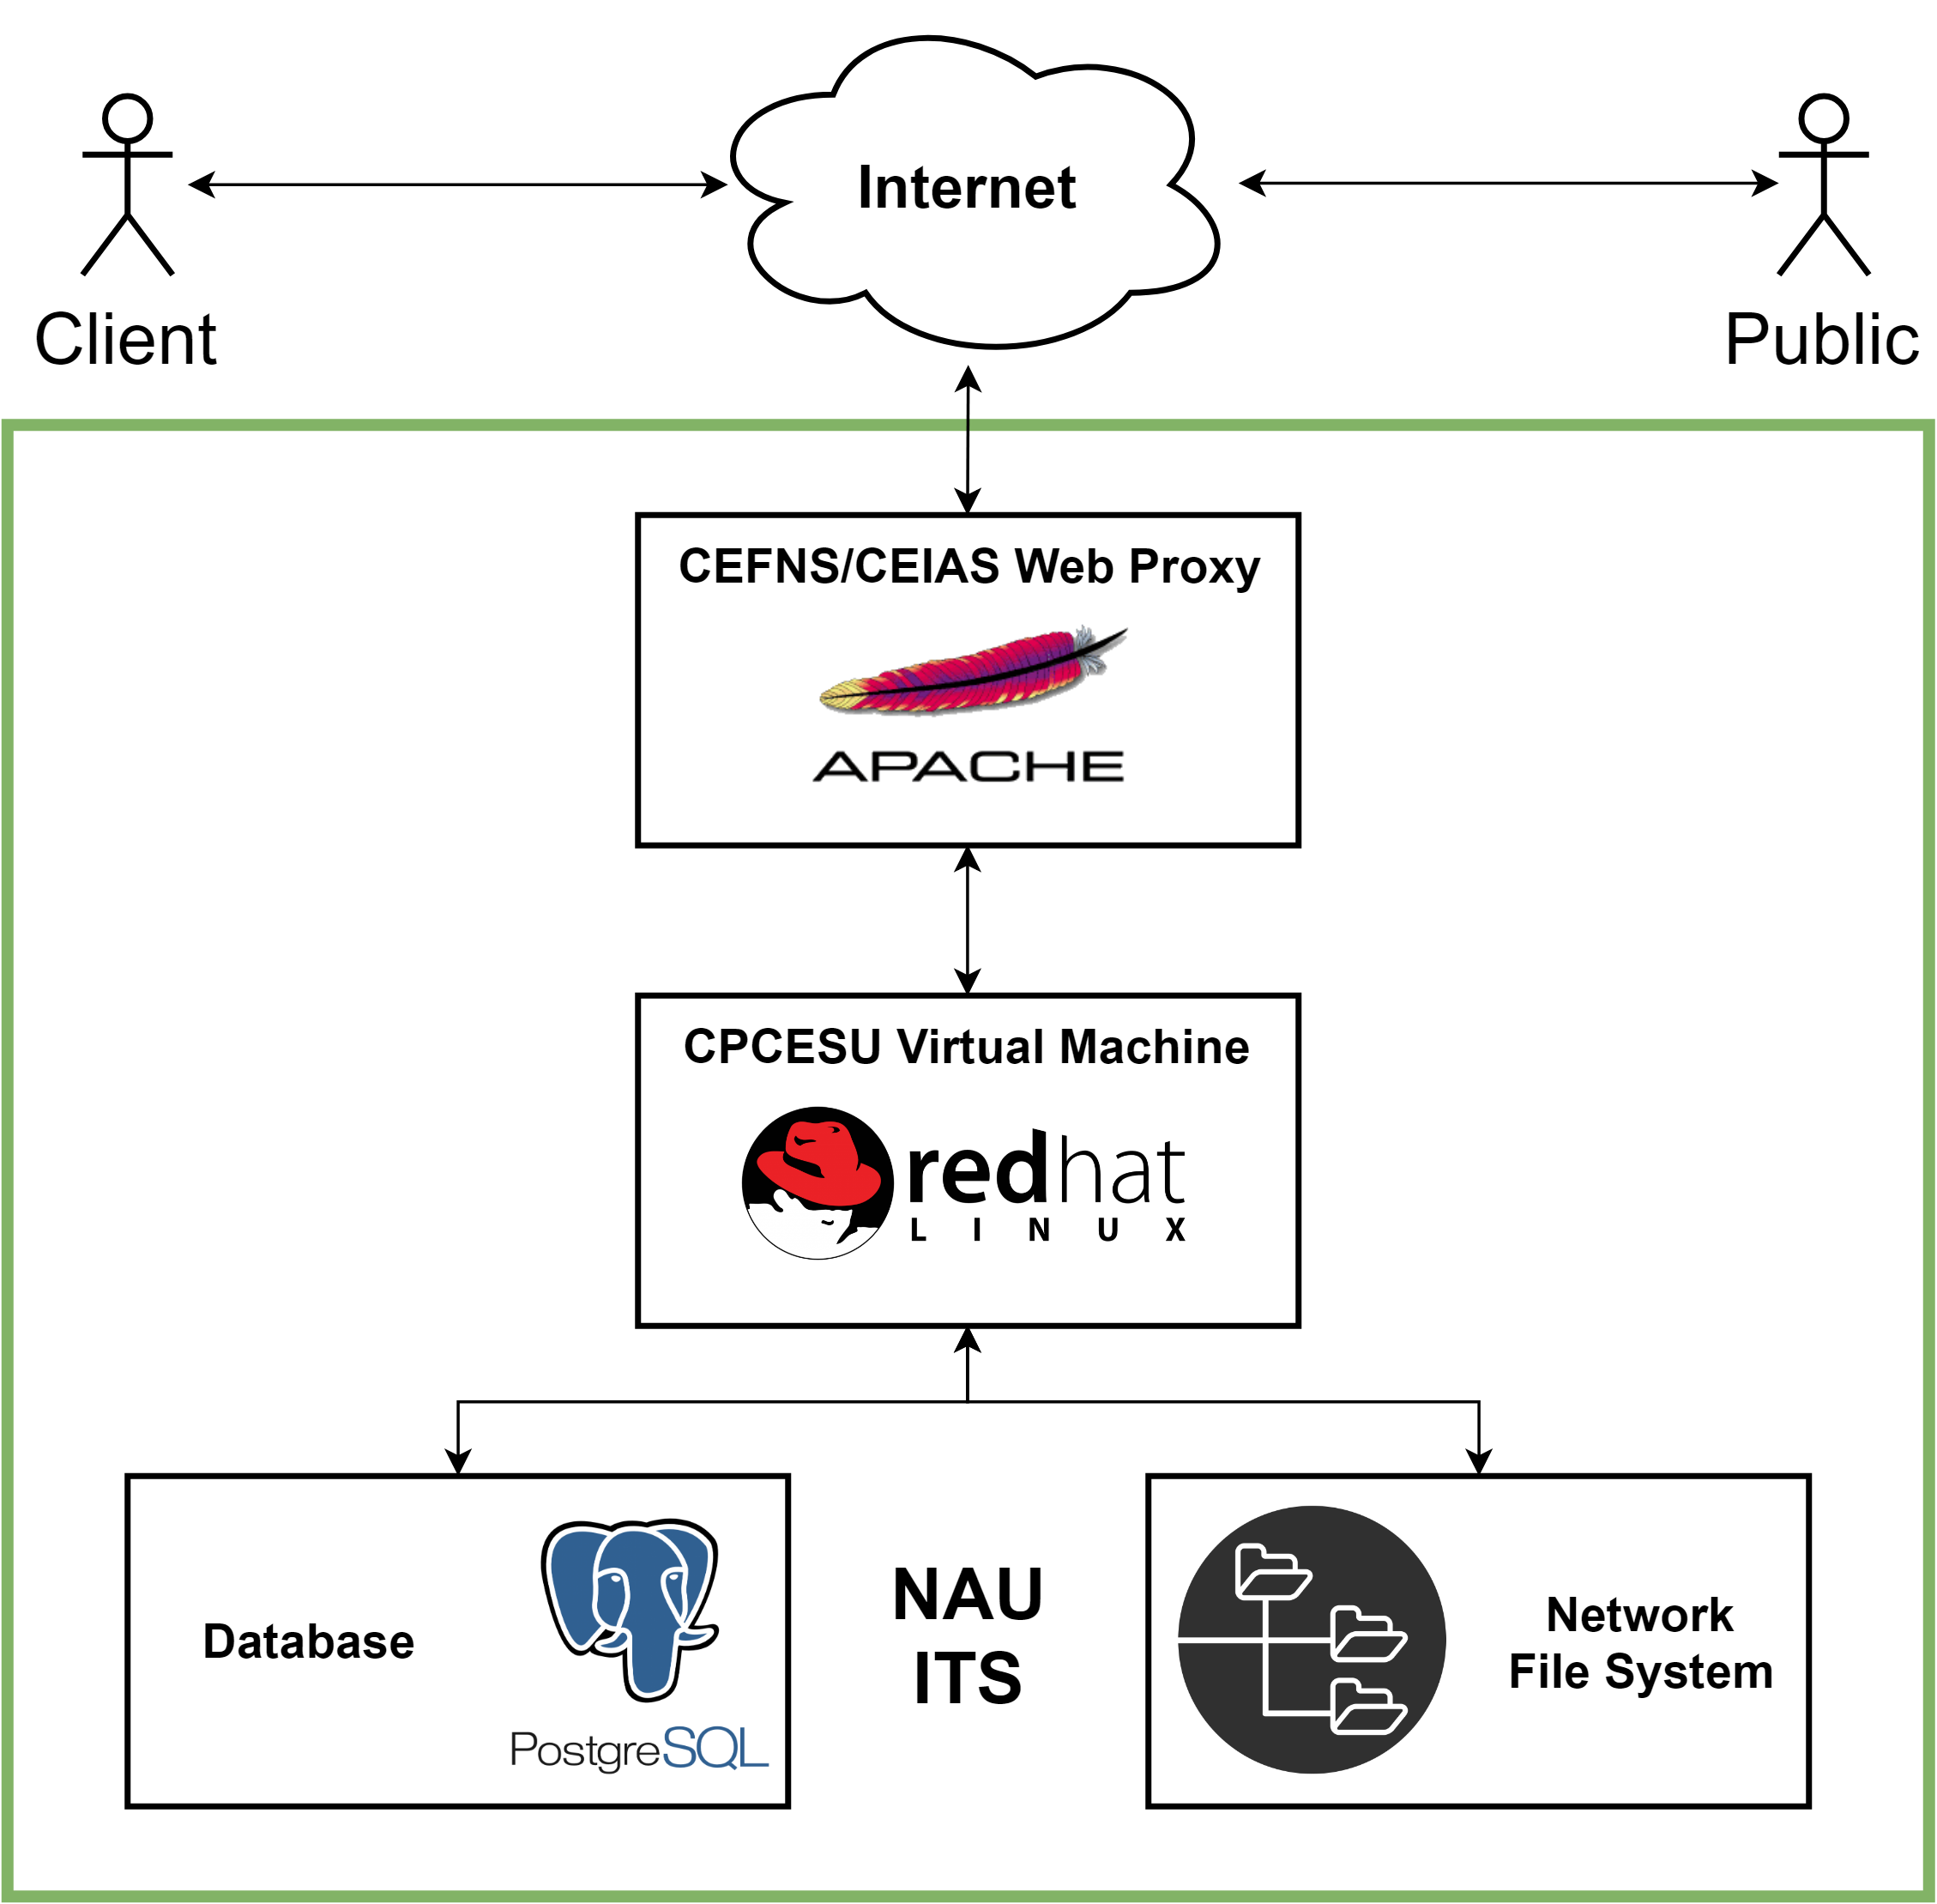 Internet
Client
Public
CEFNS/CEIAS Web Proxy
APACHE
CPCESU Virtual Machine
redhat
LINUX
Database
PostgreSQL
NAU
ITS
Network
File System